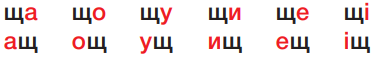 ща що щу щи ще щі
ащ ощ ущ ищ ещ іщ